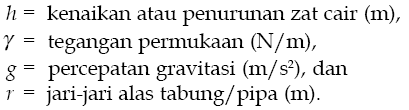 h = kenaikan atau penurunan zat cair (m),
γ = tegangan permukaan (N/m),
g = percepatan gravitasi (m/s²), dan
r = jari-jari alas tabung/pipa (m).